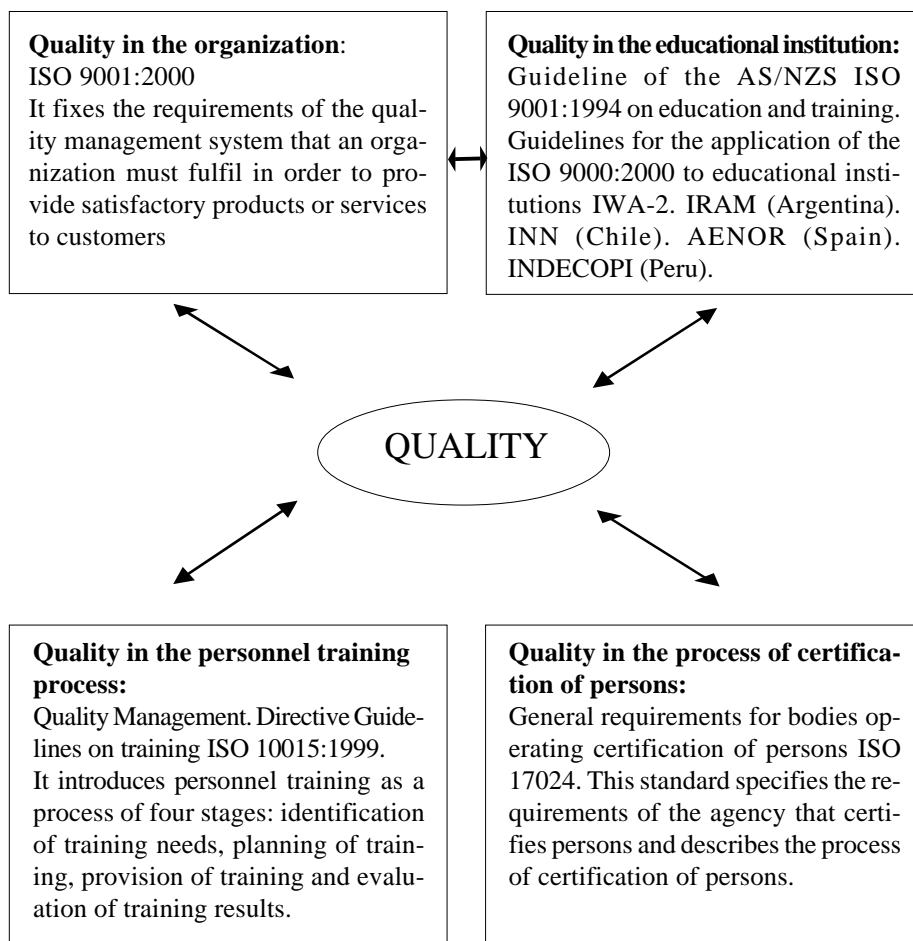 Quality in the organization:
ISO 9001:2000
It fixes the requirements of the qual-
ity management system that an orga-
nization must fulfil in order to pro-
vide satisfactory products or services
to customers
Quality in the educational institution:
Guideline of the AS/NZS ISO
9001:1994 on education and training.
Guidelines for the application of the
ISO 9000:2000 to educational insti-
tutions IWA-2. IRAM (Argentina).
INN (Chile). AENOR (Spain).
INDECOPI (Peru).
QUALITY
Quality in the personnel training
process:
Quality Management. Directive Guide-
lines on training ISO 10015:1999.
It introduces personnel training as a
process of four stages: identification
of training needs, planning of train-
ing, provision of training and evalu-
ation of training results.
Quality in the process of certifica-
tion of persons:
General requirements for bodies op-
erating certification of persons ISO
17024. This standard specifies the re-
quirements of the agency that certi-
fies persons and describes the process
of certification of persons.